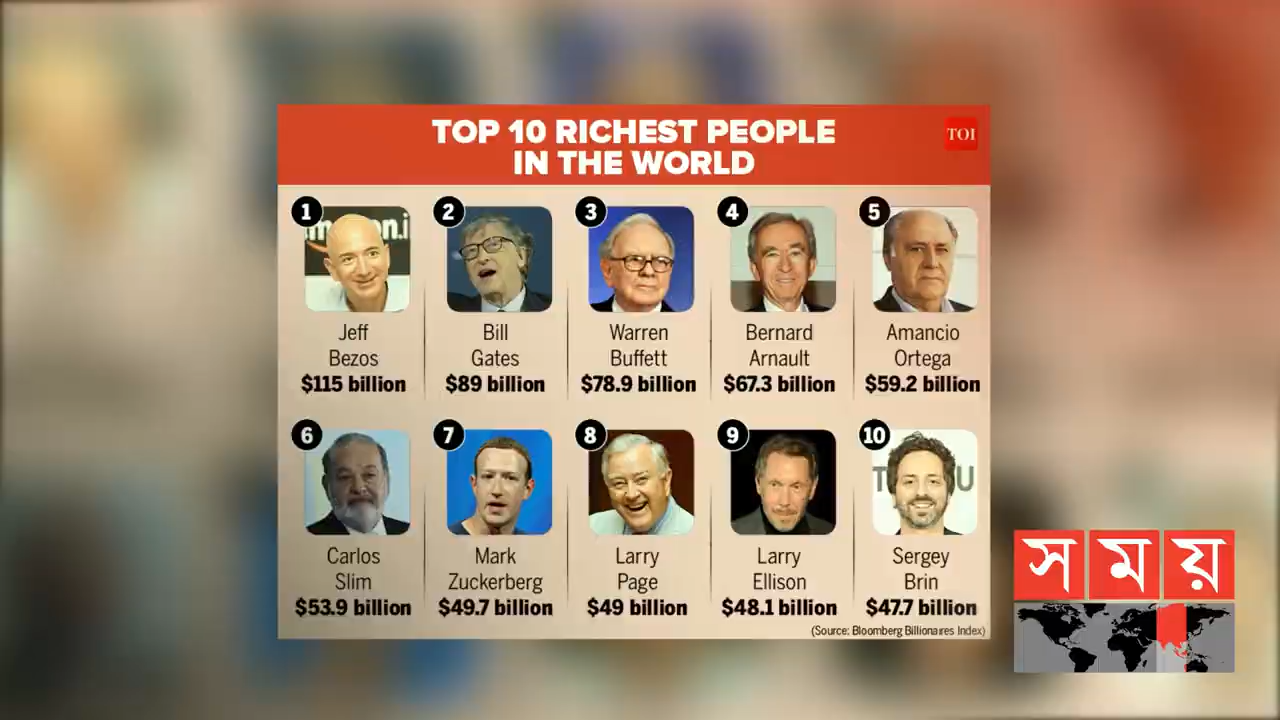 TOP 10 RICHEST PEOPLE
IN THE WORLD
TOI
1
mazon.i
Jeff
Bezos
$115 billion
2
Bill
Gates
$89 billion
3
Warren
Buffett
$78.9 billion
4
Bernard
Arnault
$67.3 billion
5
Amancio
Ortega
$59.2 billion
6
Carlos
Slim
$53.9 billion
7
Mark
Zuckerberg
$49.7 billion
8
Larry
Page
$49 billion
9
Larry
Ellison
$48.1 billion
10
Sergey
Brin
$47.7 billion
(Source: Bloomberg Billionaires Index)
সময়